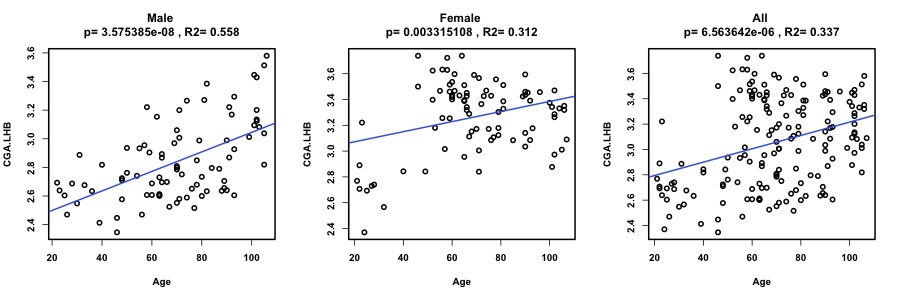 Male
p= 3.575385e-08 , R2= 0.558
CGA.LHB
3.6
3.4
3.2
3.0
2.8
2.6
2.4
20 40 60 80 100
Age
Female
p= 0.003315108 , R2= 0.312
CGA.LHB
3.6
3.4
3.2
3.0
2.8
2.6
2.4
20 40 60 80 100
Age
All
p= 6.563642e-06 , R2= 0.337
CGA.LHB
3.6
3.4
3.2
3.0
2.8
2.6
2.4
20 40 60 80 100
Age